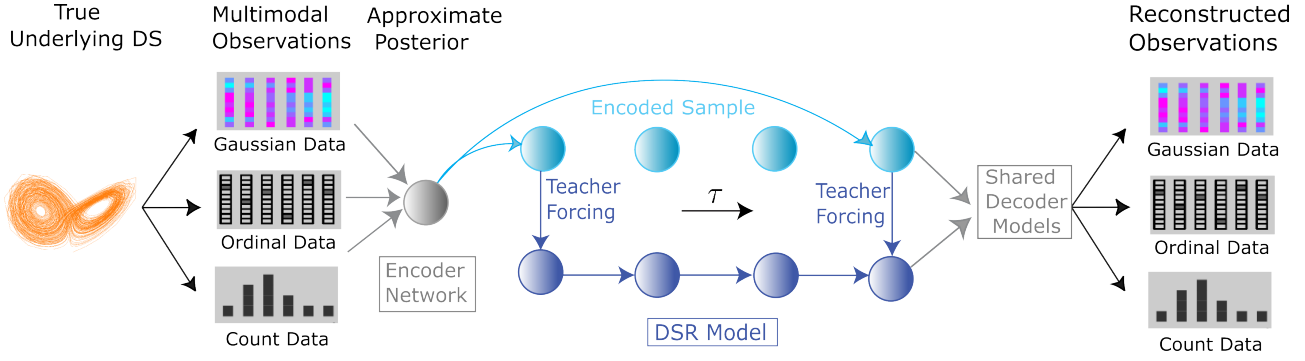 True
Underlying DS
Multimodal
Observations
Approximate
Posterior
Reconstructed
Observations
Gaussian Data
Ordinal Data
Count Data
Encoder
Network
Encoded Sample
Teacher
Forcing
τ
Teacher
Forcing
DSR Model
Shared
Decoder
Models
Gaussian Data
Ordinal Data
Count Data